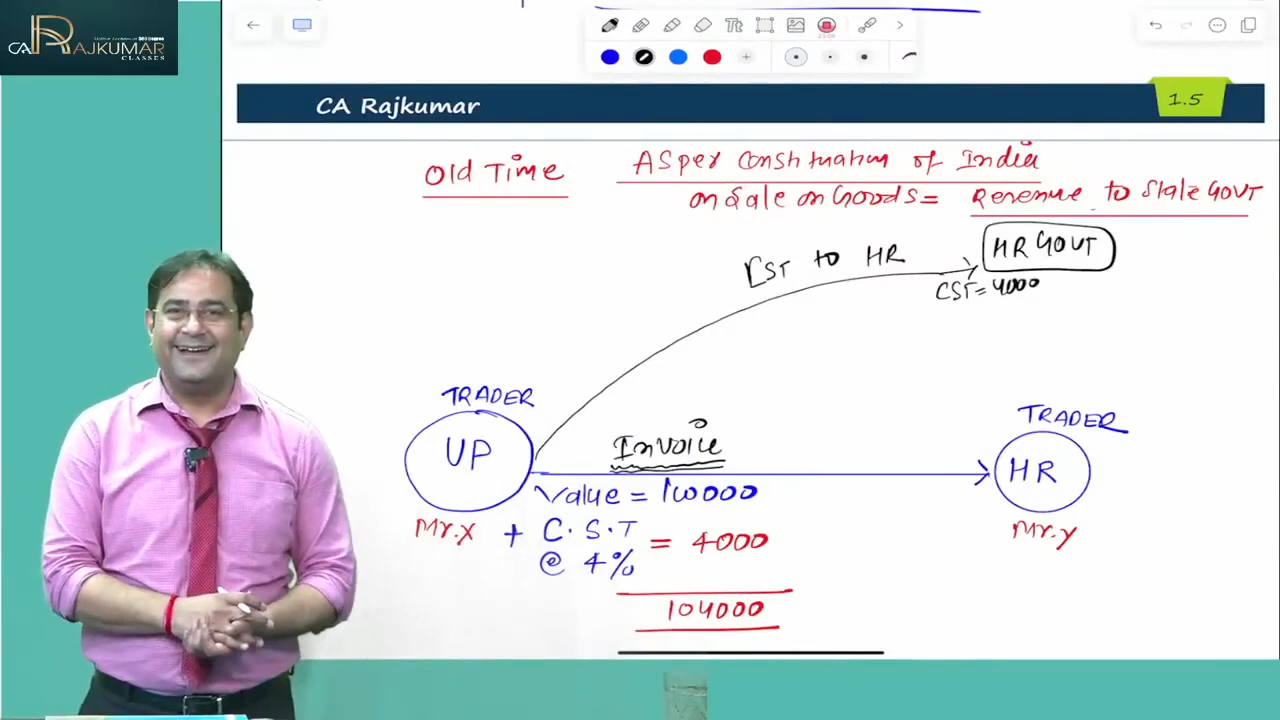 CA RAJKUMAR
CLASSES
Tt
CA Rajkumar
1.5
Old Time
As per Constitution of India
on Sale on Goods = Revenue to State Govt
CST to HR
HR GOVT
CST = 4000
TRADER
UP
Mr. X
Invoice
Value = 100000
+ C.S.T = 4000
@ 4%
104000
TRADER
HR
Mr. Y